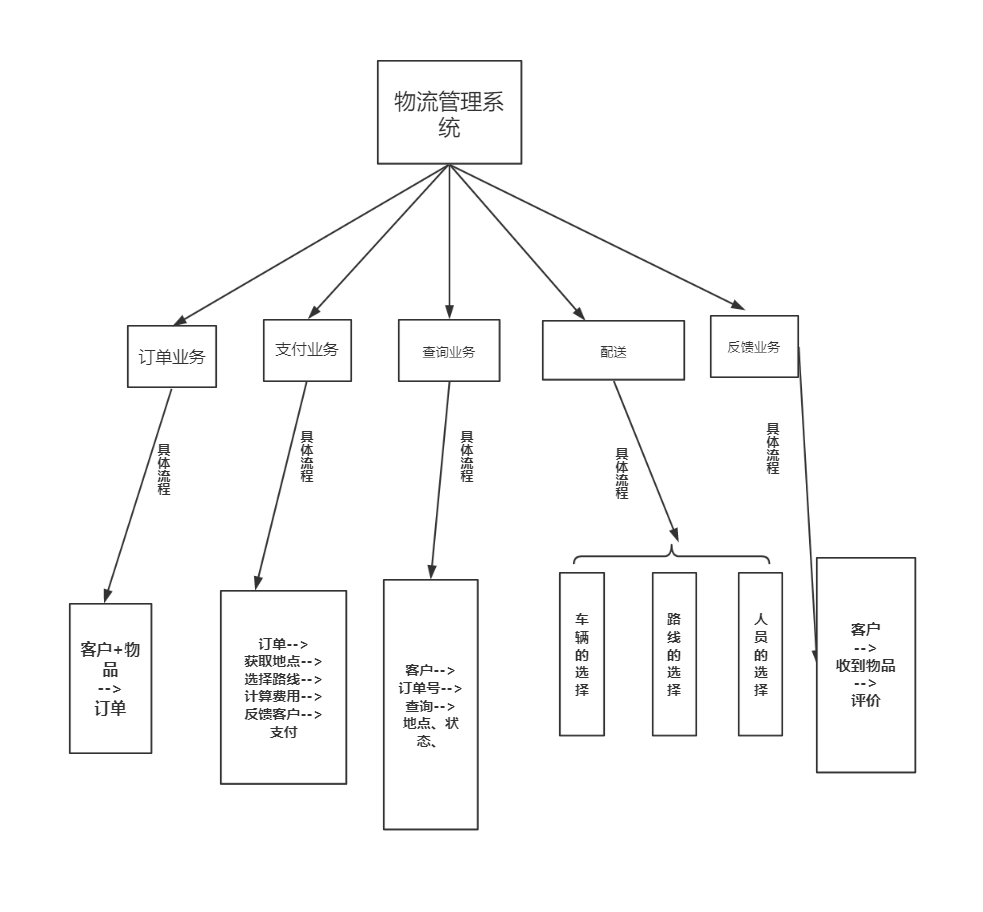 物流管理系
统
订单业务
支付业务
查询业务
配送
反馈业务
具体流程
具体流程
具体流程
具体流程
具体流程
客户+物
品
-->
订单
订单-->
获取地点-->
选择路线-->
计算费用-->
反馈客户-->
支付
客户-->
订单号-->
查询-->
地点、状
态、
车辆的选择
路线的选择
人员的选择
客户
-->
收到物品
-->
评价